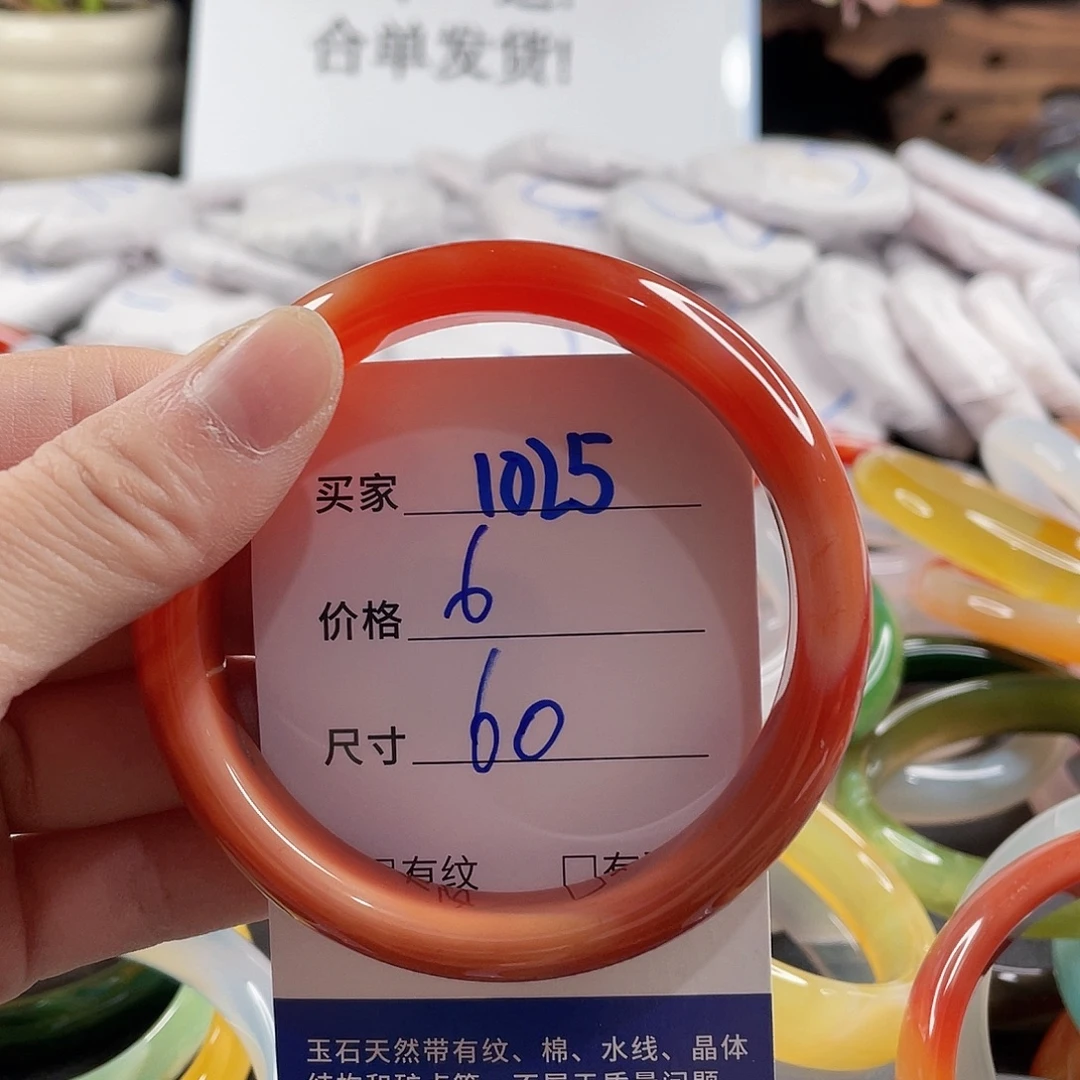 合单发货!
买家 1025
价格 6
尺寸 60
有纹 有
玉石天然带有纹、棉、水线、晶体